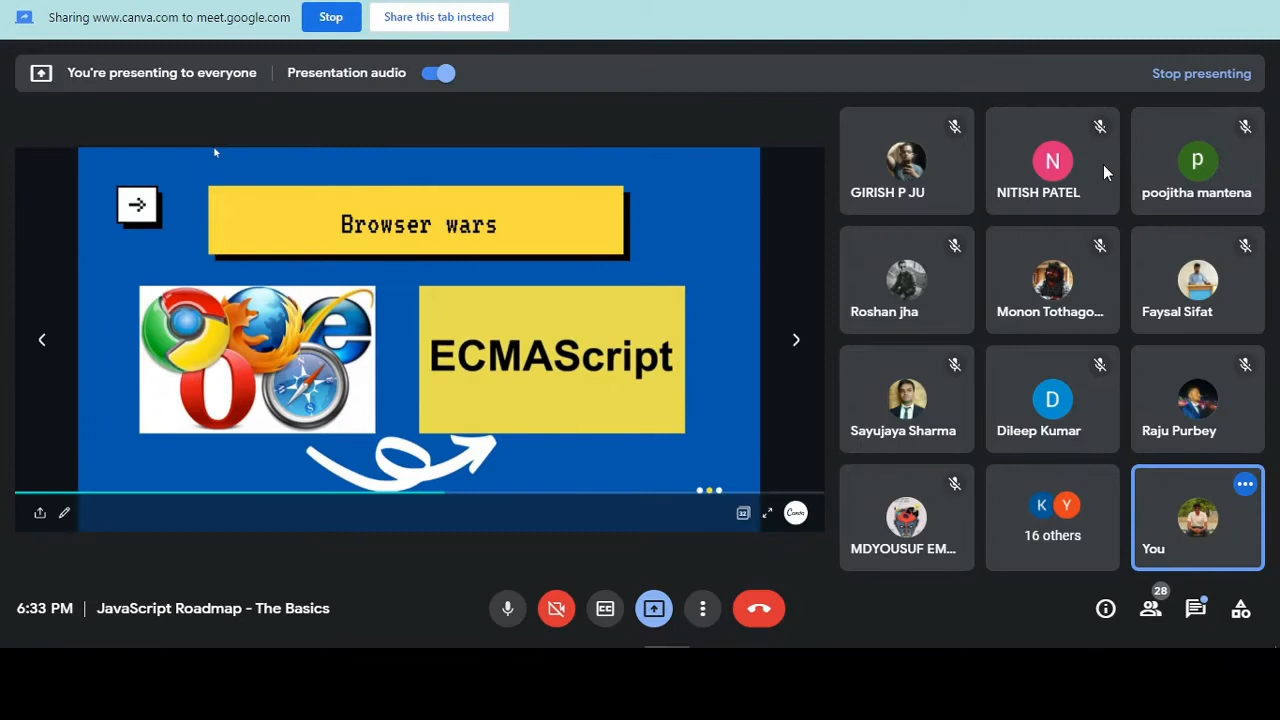 Sharing www.canva.com to meet.google.com
Stop
Share this tab instead
You're presenting to everyone
Presentation audio
Stop presenting
Browser wars
ECMAScript
32
Canva
GIRISH P JU
N
NITISH PATEL
p
poojitha mantena
Roshan jha
Monon Tothago...
Faysal Sifat
Sayujaya Sharma
D
Dileep Kumar
Raju Purbey
MDYOUSUF EM...
K Y
16 others
You
6:33 PM
JavaScript Roadmap - The Basics
28